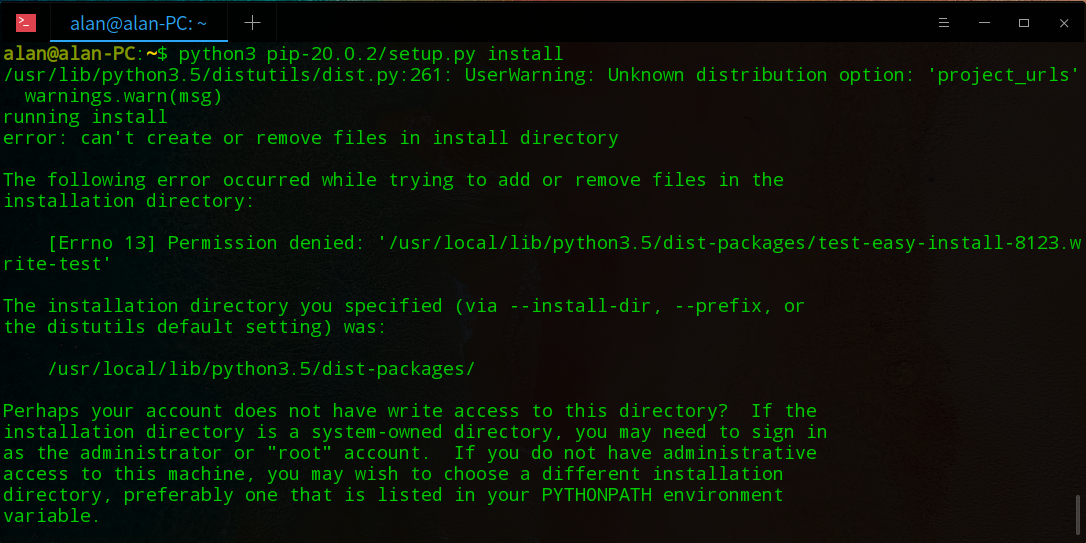 alan@alan-PC: ~
alan@alan-PC:~$ python3 pip-20.0.2/setup.py install
/usr/lib/python3.5/distutils/dist.py:261: UserWarning: Unknown distribution option: 'project_urls'
  warnings.warn(msg)
running install
error: can't create or remove files in install directory

The following error occurred while trying to add or remove files in the
installation directory:

    [Errno 13] Permission denied: '/usr/local/lib/python3.5/dist-packages/test-easy-install-8123.w
rite-test'

The installation directory you specified (via --install-dir, --prefix, or
the distutils default setting) was:

    /usr/local/lib/python3.5/dist-packages/

Perhaps your account does not have write access to this directory?  If the
installation directory is a system-owned directory, you may need to sign in
as the administrator or "root" account.  If you do not have administrative
access to this machine, you may wish to choose a different installation
directory, preferably one that is listed in your PYTHONPATH environment
variable.